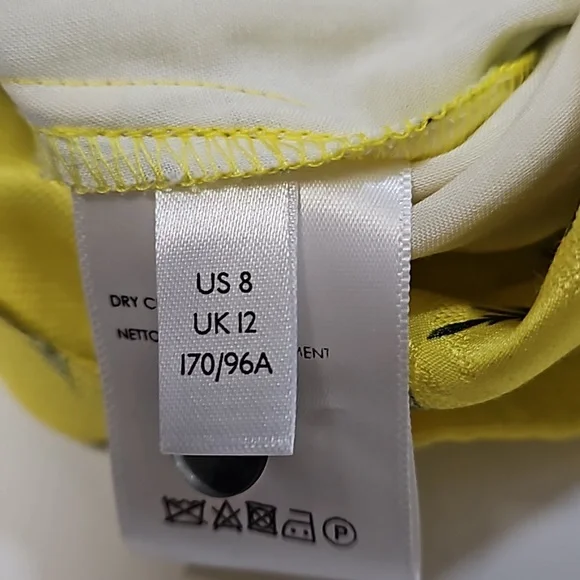 US 8
UK 12
170/96A
DRY C
NETTO
MENT
P